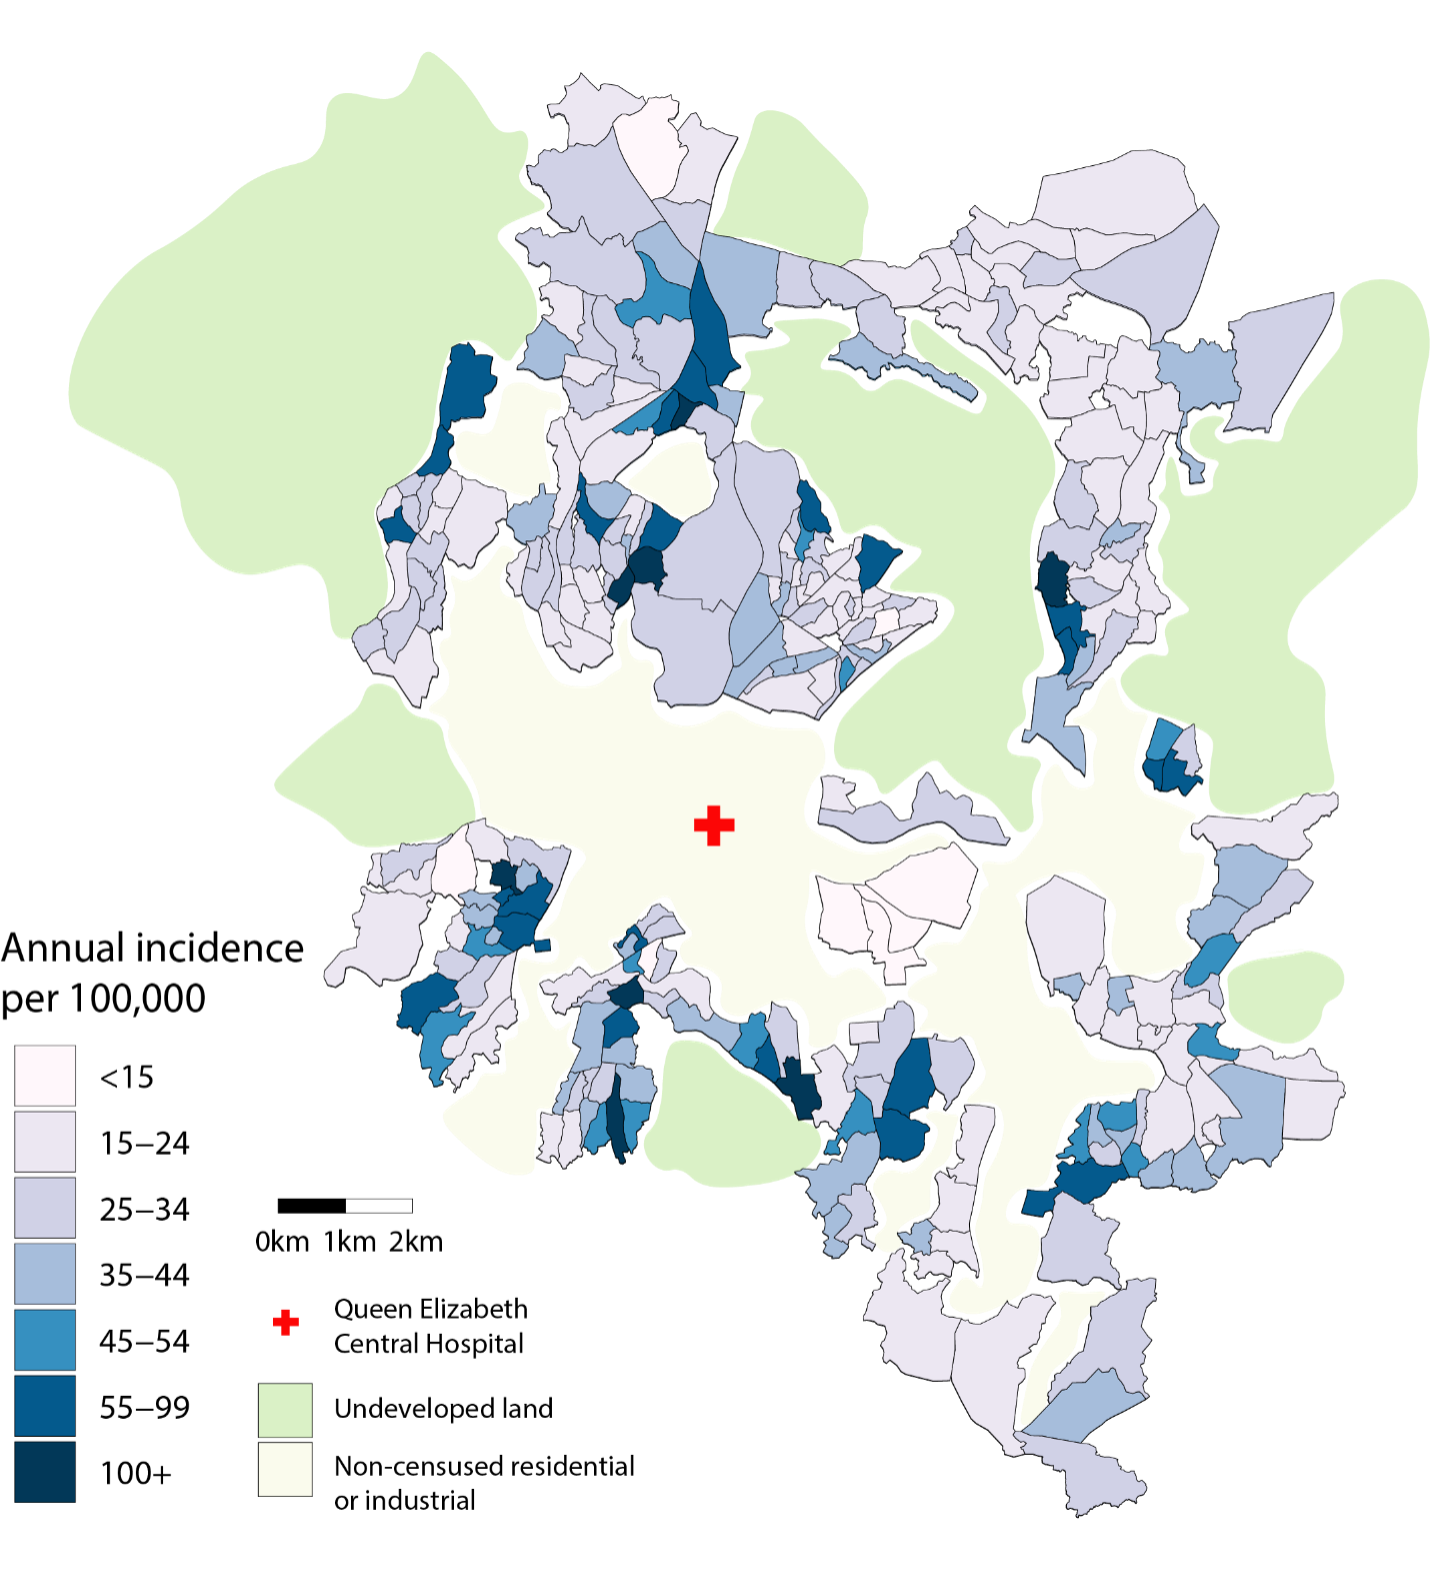 Annual incidence
per 100,000
<15
15–24
25–34
35–44
45–54
55–99
100+
0km 1km 2km
Queen Elizabeth
Central Hospital
Undeveloped land
Non-censused residential
or industrial